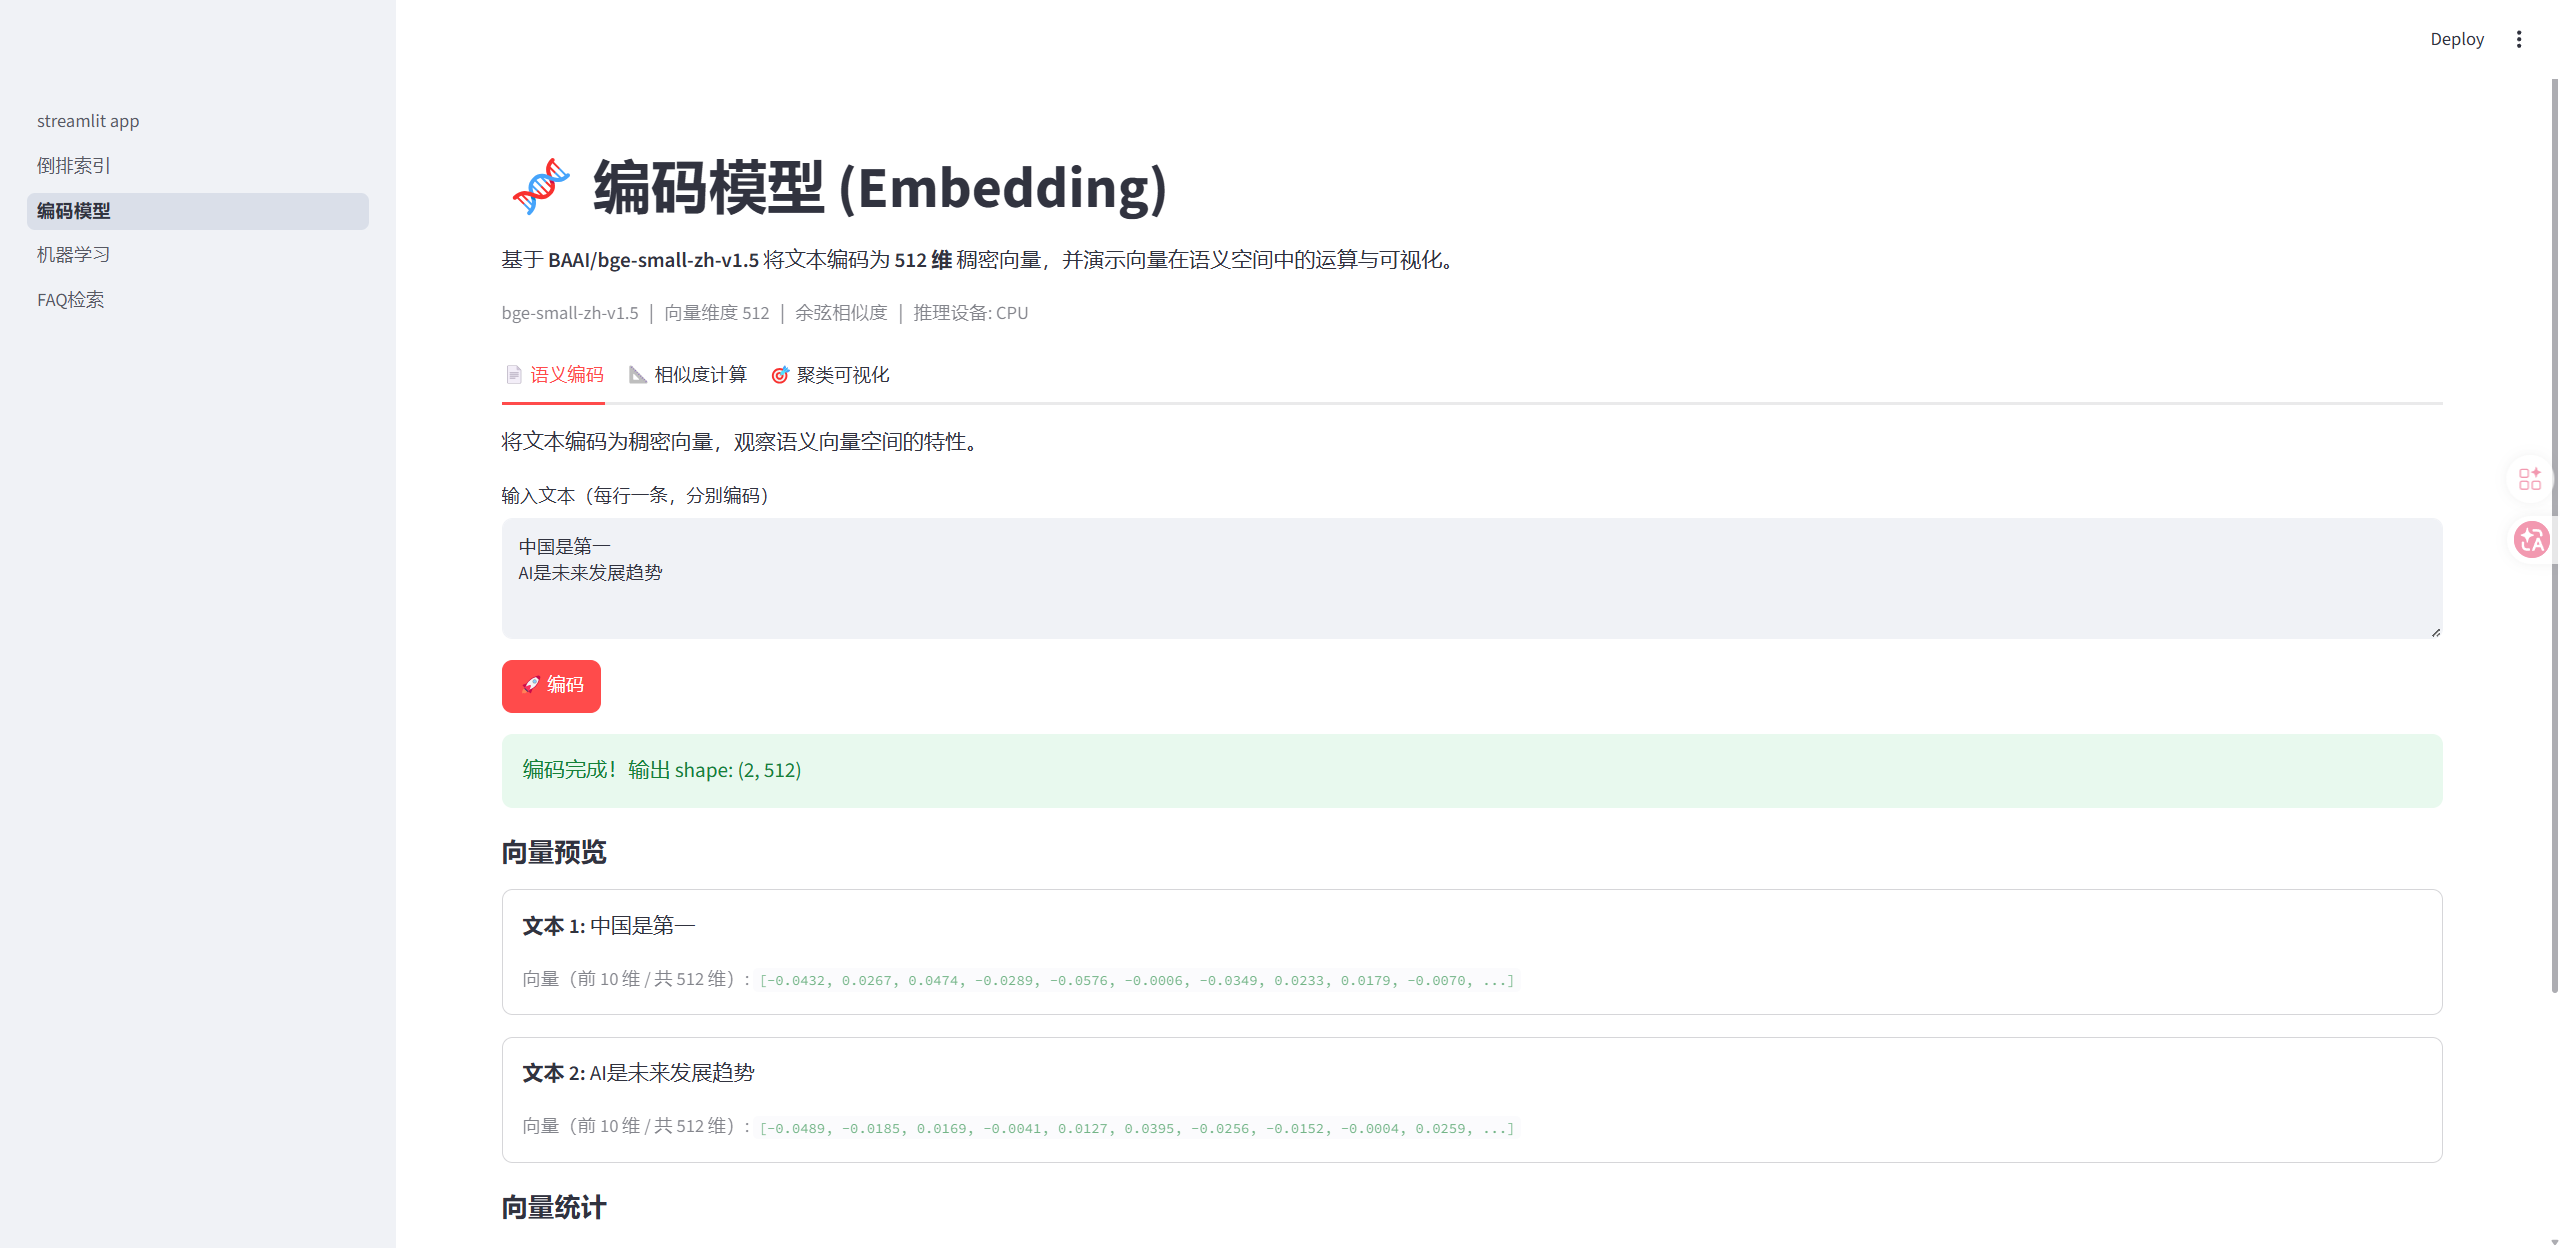 Deploy
streamlit app
倒排索引
编码模型
机器学习
FAQ检索
编码模型 (Embedding)
基于 BAAI/bge-small-zh-v1.5 将文本编码为 512 维 稠密向量，并演示向量在语义空间中的运算与可视化。
bge-small-zh-v1.5 | 向量维度 512 | 余弦相似度 | 推理设备: CPU
语义编码 相似度计算 聚类可视化
将文本编码为稠密向量，观察语义向量空间的特性。
输入文本（每行一条，分别编码）
中国是第一
AI是未来发展趋势
编码
编码完成！输出 shape: (2, 512)
向量预览
文本 1: 中国是第一
向量（前 10 维 / 共 512 维）: [-0.0432, 0.0267, 0.0474, -0.0289, -0.0576, -0.0006, -0.0349, 0.0233, 0.0179, -0.0070, ...]
文本 2: AI是未来发展趋势
向量（前 10 维 / 共 512 维）: [-0.0489, -0.0185, 0.0169, -0.0041, 0.0127, 0.0395, -0.0256, -0.0152, -0.0004, 0.0259, ...]
向量统计